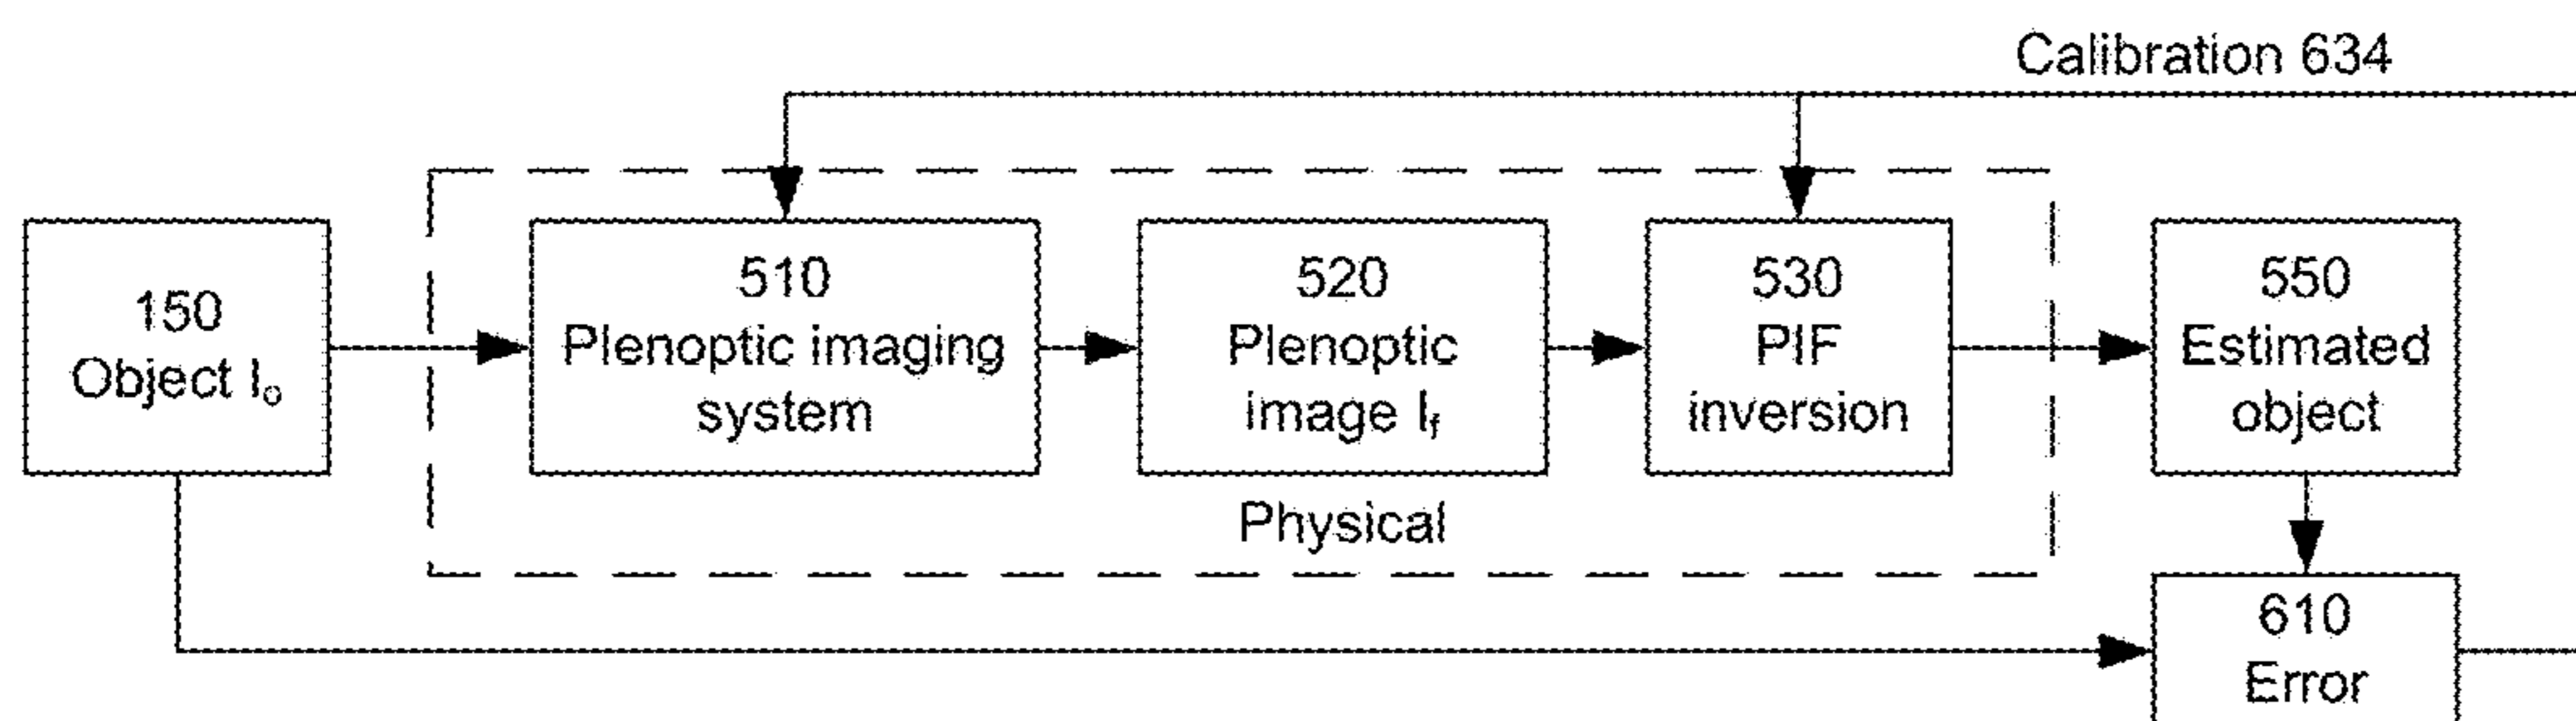 Calibration 634
150
Object Iₒ
510
Plenoptic imaging
system
520
Plenoptic
image I_f
530
PIF
inversion
550
Estimated
object
Physical
610
Error